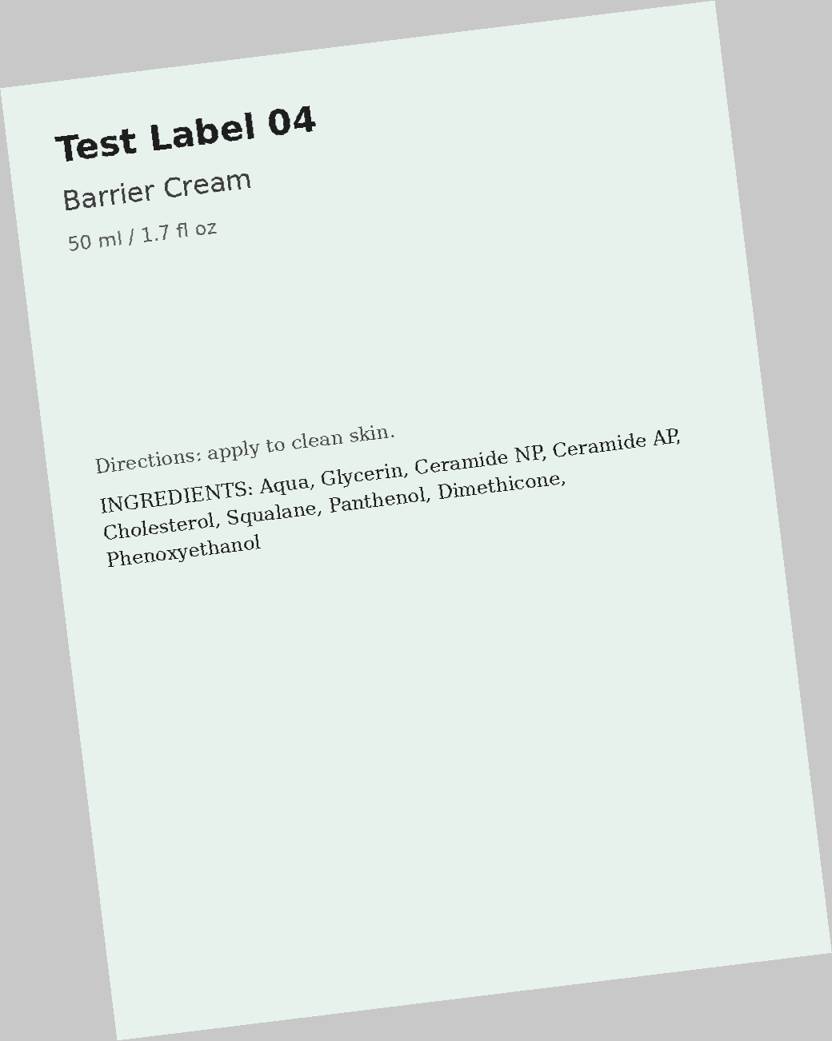 Test Label 04
Barrier Cream
50 ml / 1.7 fl oz
Directions: apply to clean skin.
INGREDIENTS: Aqua, Glycerin, Ceramide NP, Ceramide AP,
Cholesterol, Squalane, Panthenol, Dimethicone,
Phenoxyethanol